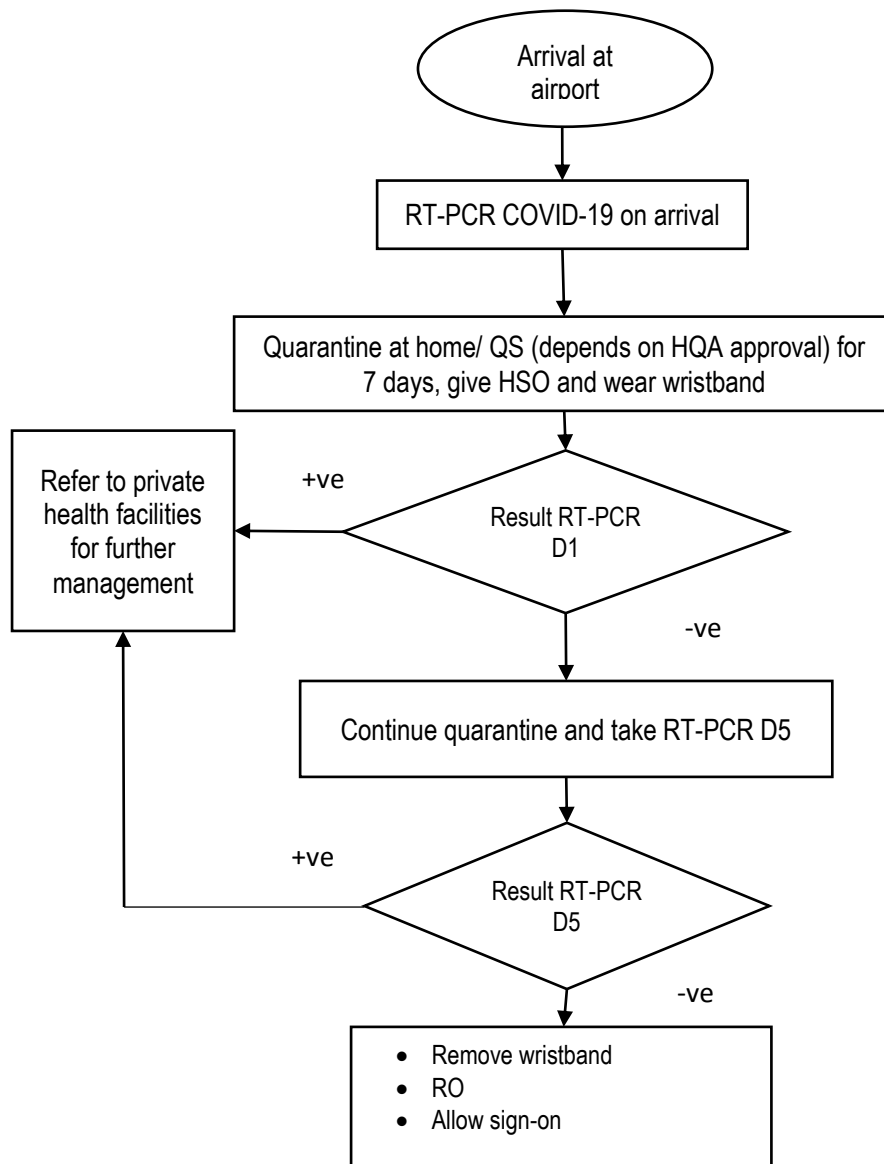 Arrival at
airport
RT-PCR COVID-19 on arrival
Quarantine at home/ QS (depends on HQA approval) for
7 days, give HSO and wear wristband
+ve
Refer to private
health facilities
for further
management
Result RT-PCR
D1
-ve
Continue quarantine and take RT-PCR D5
+ve
Result RT-PCR
D5
-ve
• Remove wristband
• RO
• Allow sign-on